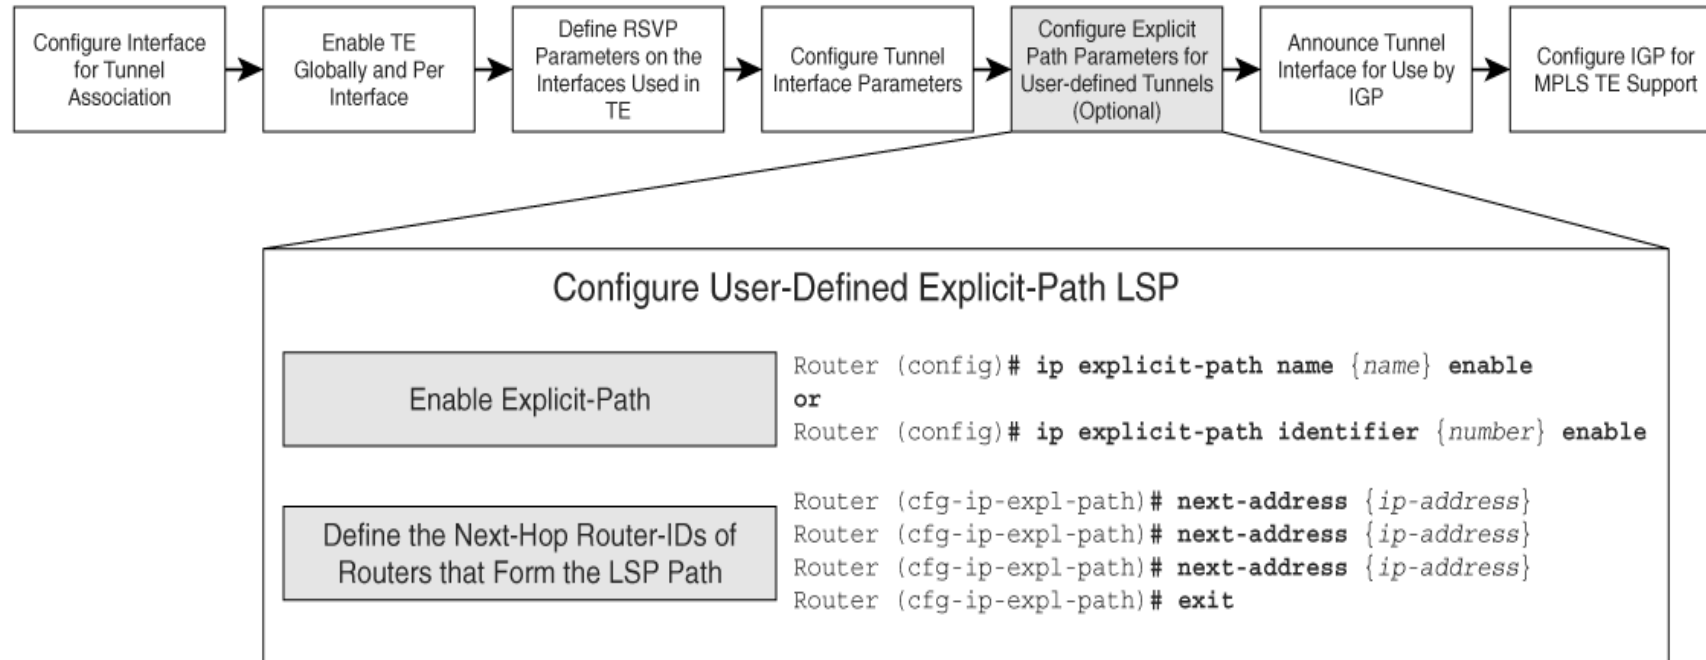 Configure Interface
for Tunnel
Association
Enable TE
Globally and Per
Interface
Define RSVP
Parameters on the
Interfaces Used in
TE
Configure Tunnel
Interface Parameters
Configure Explicit
Path Parameters for
User-defined Tunnels
(Optional)
Announce Tunnel
Interface for Use by
IGP
Configure IGP for
MPLS TE Support
Configure User-Defined Explicit-Path LSP
Enable Explicit-Path
Router (config)# ip explicit-path name {name} enable
or
Router (config)# ip explicit-path identifier {number} enable
Define the Next-Hop Router-IDs of
Routers that Form the LSP Path
Router (cfg-ip-expl-path)# next-address {ip-address}
Router (cfg-ip-expl-path)# next-address {ip-address}
Router (cfg-ip-expl-path)# next-address {ip-address}
Router (cfg-ip-expl-path)# exit